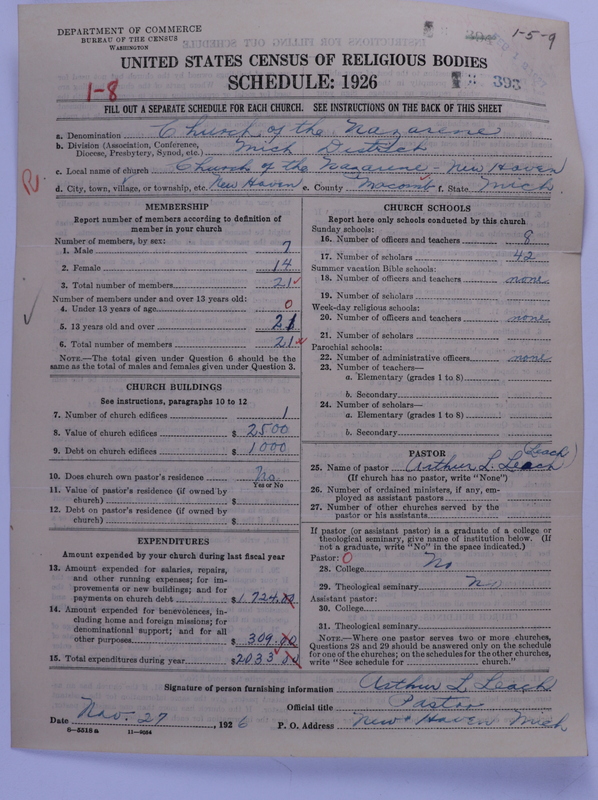 DEPARTMENT OF COMMERCE
BUREAU OF THE CENSUS
WASHINGTON
1-5-9
UNITED STATES CENSUS OF RELIGIOUS BODIES
SCHEDULE: 1926
393
1-8
FILL OUT A SEPARATE SCHEDULE FOR EACH CHURCH. SEE INSTRUCTIONS ON THE BACK OF THIS SHEET
a. Denomination Church of the Nazarene
b. Division (Association, Conference, Diocese, Presbytery, Synod, etc.) Mich District
c. Local name of church Church of the Nazarene, New Haven
d. City, town, village, or township, etc. New Haven e. County Macomb f. State Mich
MEMBERSHIP
Report number of members according to definition of
member in your church
Number of members, by sex:
1. Male 7
2. Female 14
3. Total number of members 21
Number of members under and over 13 years old:
4. Under 13 years of age 0
5. 13 years old and over 21
6. Total number of members 21
NOTE.—The total given under Question 6 should be the
same as the total of males and females given under Question 3.
CHURCH BUILDINGS
See instructions, paragraphs 10 to 12
7. Number of church edifices 1
8. Value of church edifices $ 2500
9. Debt on church edifices $ 1000
10. Does church own pastor's residence No
Yes or No
11. Value of pastor's residence (if owned by
church) $
12. Debt on pastor's residence (if owned by
church) $
EXPENDITURES
Amount expended by your church during last fiscal year
13. Amount expended for salaries, repairs,
and other running expenses; for im-
provements or new buildings; and for
payments on church debt $ 1724.00
14. Amount expended for benevolences, in-
cluding home and foreign missions; for
denominational support; and for all
other purposes $ 309.00
15. Total expenditures during year $ 2033 00
CHURCH SCHOOLS
Report here only schools conducted by this church
Sunday schools:
16. Number of officers and teachers 8
17. Number of scholars 42
Summer vacation Bible schools:
18. Number of officers and teachers none
19. Number of scholars
Week-day religious schools:
20. Number of officers and teachers none
21. Number of scholars
Parochial schools:
22. Number of administrative officers none
23. Number of teachers—
a. Elementary (grades 1 to 8)
b. Secondary
24. Number of scholars—
a. Elementary (grades 1 to 8)
b. Secondary
PASTOR
(Leach)
25. Name of pastor Arthur L. Leach
(If church has no pastor, write "None")
26. Number of ordained ministers, if any, em-
ployed as assistant pastors
27. Number of other churches served by the
pastor or his assistants
If pastor (or assistant pastor) is a graduate of a college or
theological seminary, give name of institution below. (If
not a graduate, write "No" in the space indicated.)
Pastor: 0
28. College No
29. Theological seminary No
Assistant pastor:
30. College
31. Theological seminary
NOTE.—Where one pastor serves two or more churches,
Questions 28 and 29 should be answered only on the schedule
for one of the churches; on the schedules for the other churches,
write "See schedule for church."
Signature of person furnishing information Arthur L Leach
Official title Pastor
Date Nov. 27, 1926 P. O. Address New Haven Mich
8-5518a 11-9084